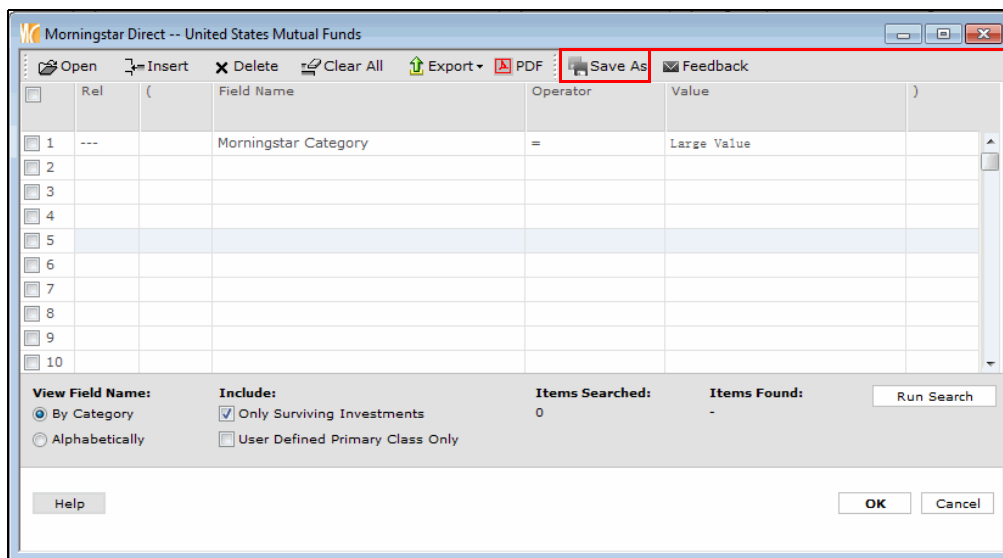 Morningstar Direct -- United States Mutual Funds
Open Insert Delete Clear All Export PDF Save As Feedback
Rel ( Field Name Operator Value )
1 --- Morningstar Category = Large Value
2
3
4
5
6
7
8
9
10
View Field Name: Include: Items Searched: Items Found: Run Search
By Category Only Surviving Investments 0 -
Alphabetically User Defined Primary Class Only
Help OK Cancel